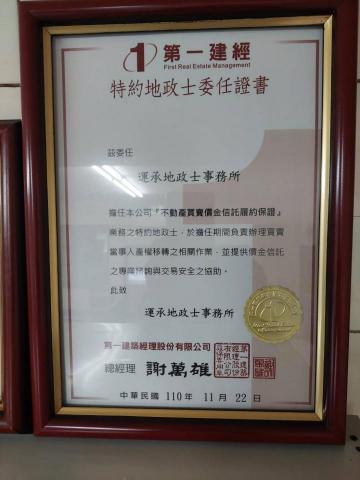 第一建經
First Real Estate Management
特約地政士委任證書
茲委任
運承地政士事務所
擔任本公司『不動產買賣價金信託履約保證』
業務之特約地政士，於擔任期間負責辦理買賣
當事人產權移轉之相關作業，並提供價金信託
之專業諮詢與交易安全之協助。
此致
運承地政士事務所
第一建築經理股份有限公司
總經理 謝萬雄
中華民國 110 年 11 月 22 日